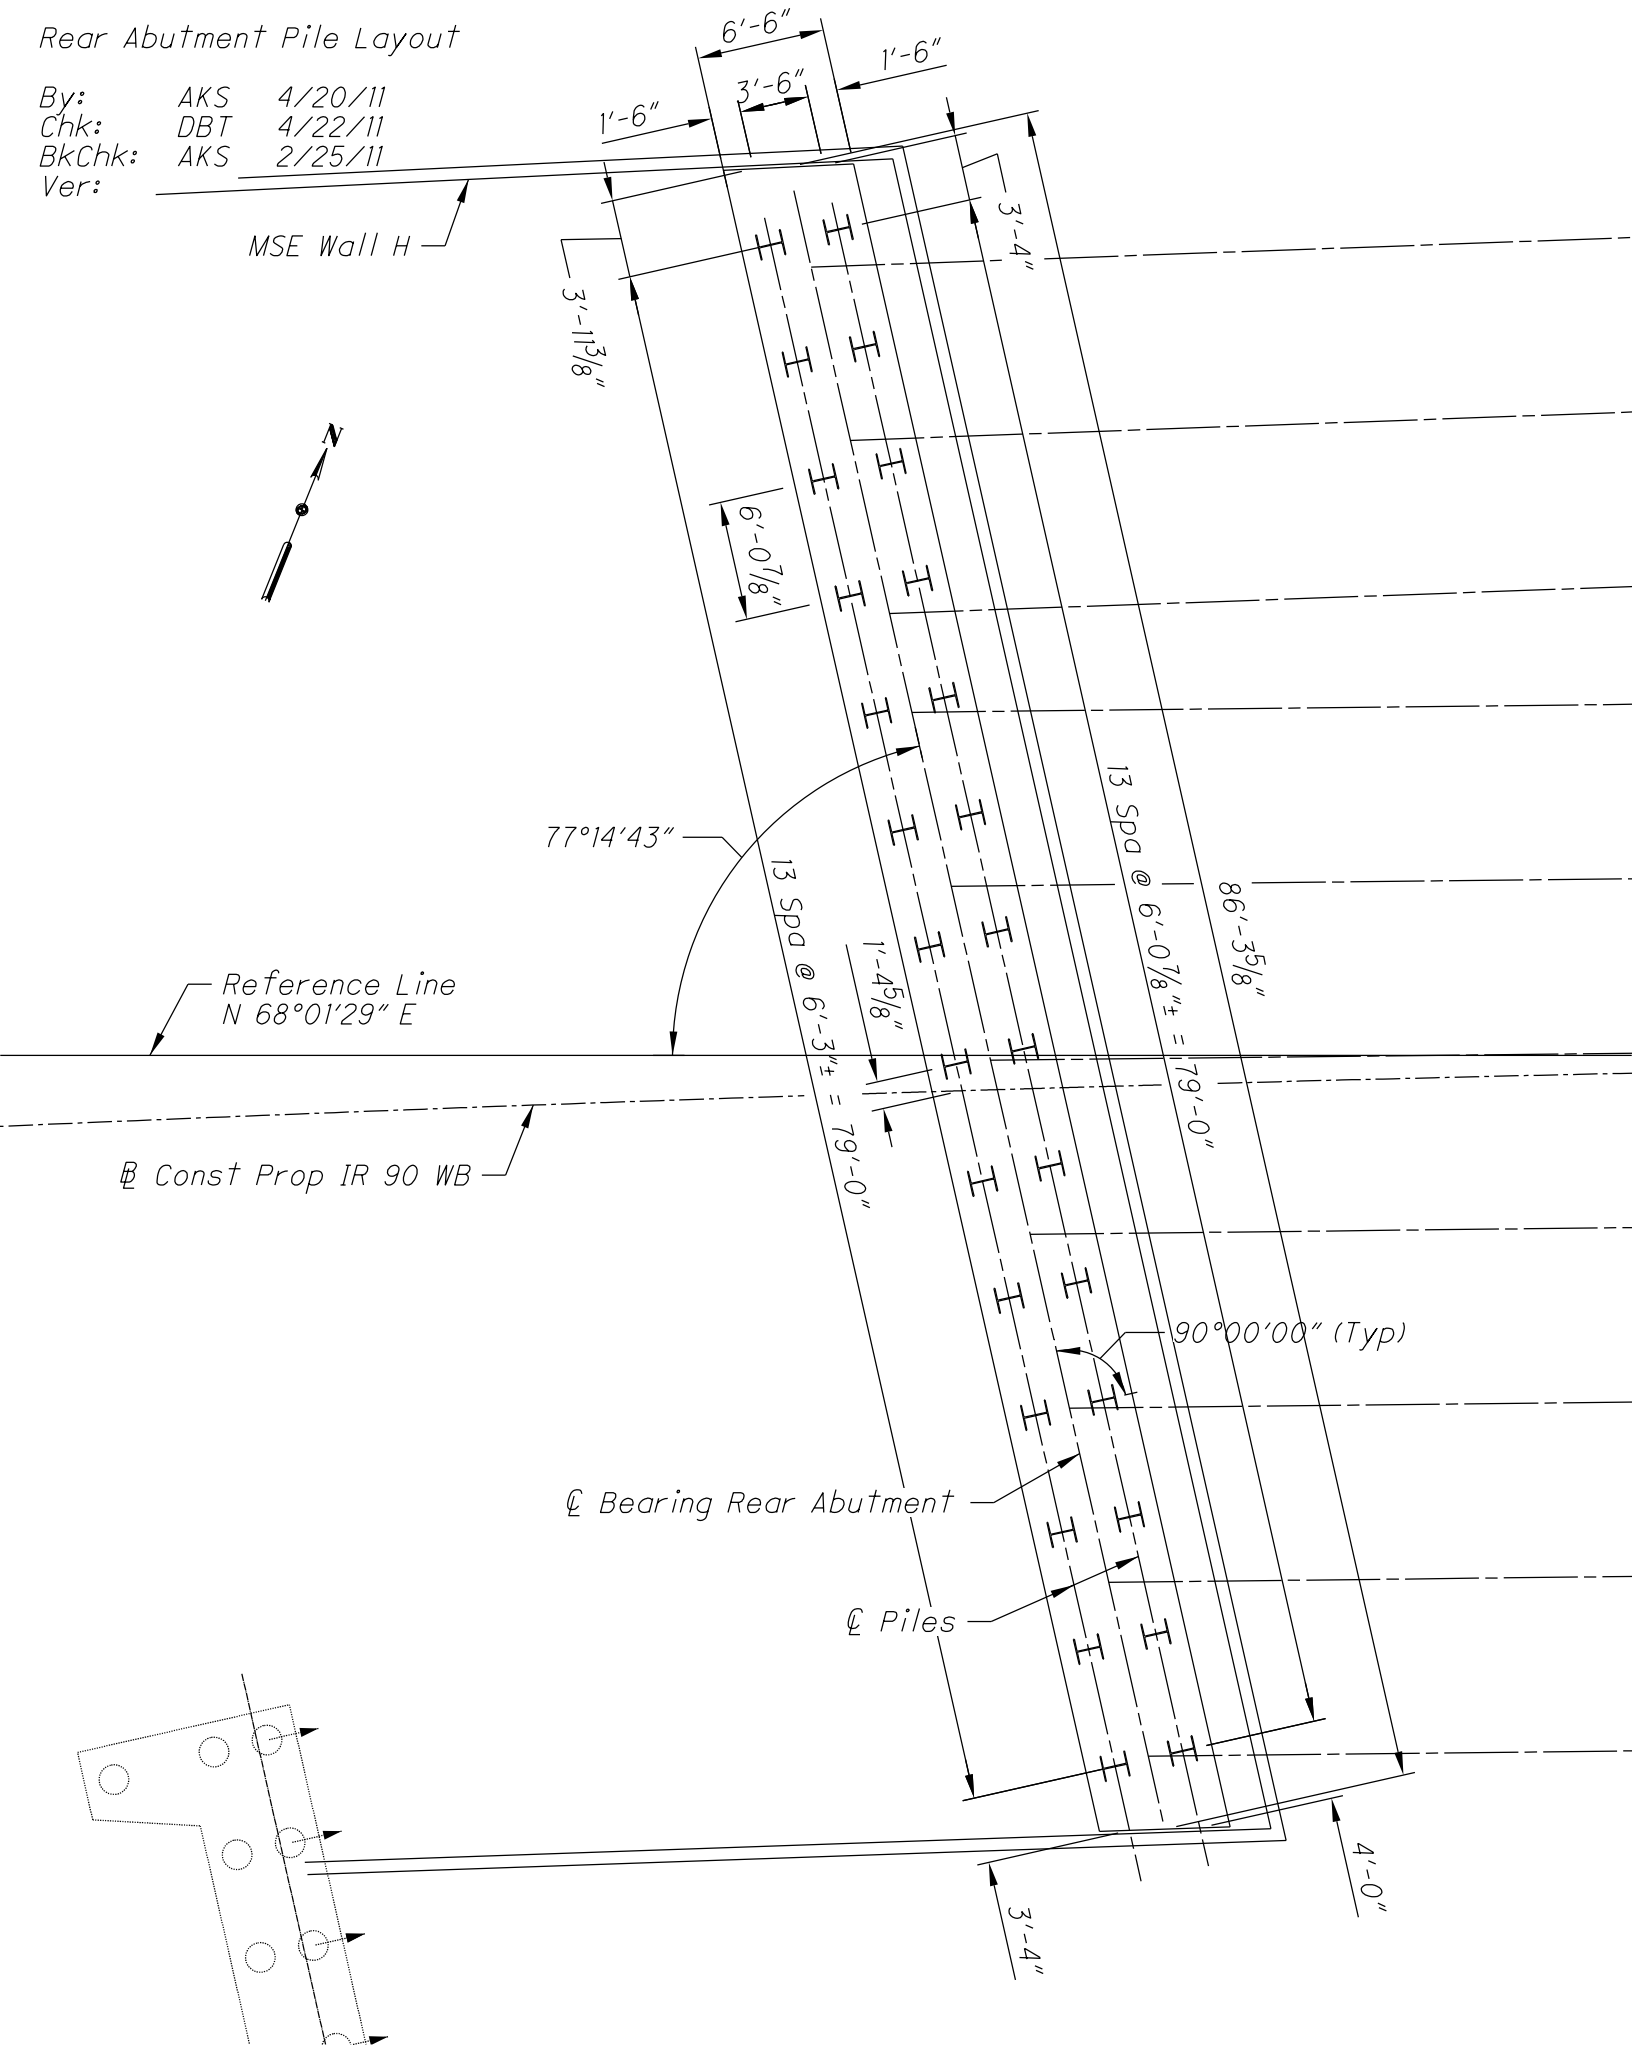 Rear Abutment Pile Layout
By: AKS 4/20/11
Chk: DBT 4/22/11
BkChk: AKS 2/25/11
Ver:
6'-6"
1'-6"
3'-6"
1'-6"
MSE Wall H
3'-4"
3'-11 3/8"
N
6'-0 7/8"
77°14'43"
13 Spa @ 6'-3"± = 79'-0"
13 Spa @ 6'-0 7/8"± = 79'-0"
86'-3 5/8"
1'-4 5/8"
Reference Line
N 68°01'29" E
℄ Const Prop IR 90 WB
90°00'00" (Typ)
℄ Bearing Rear Abutment
℄ Piles
4'-0"
3'-4"